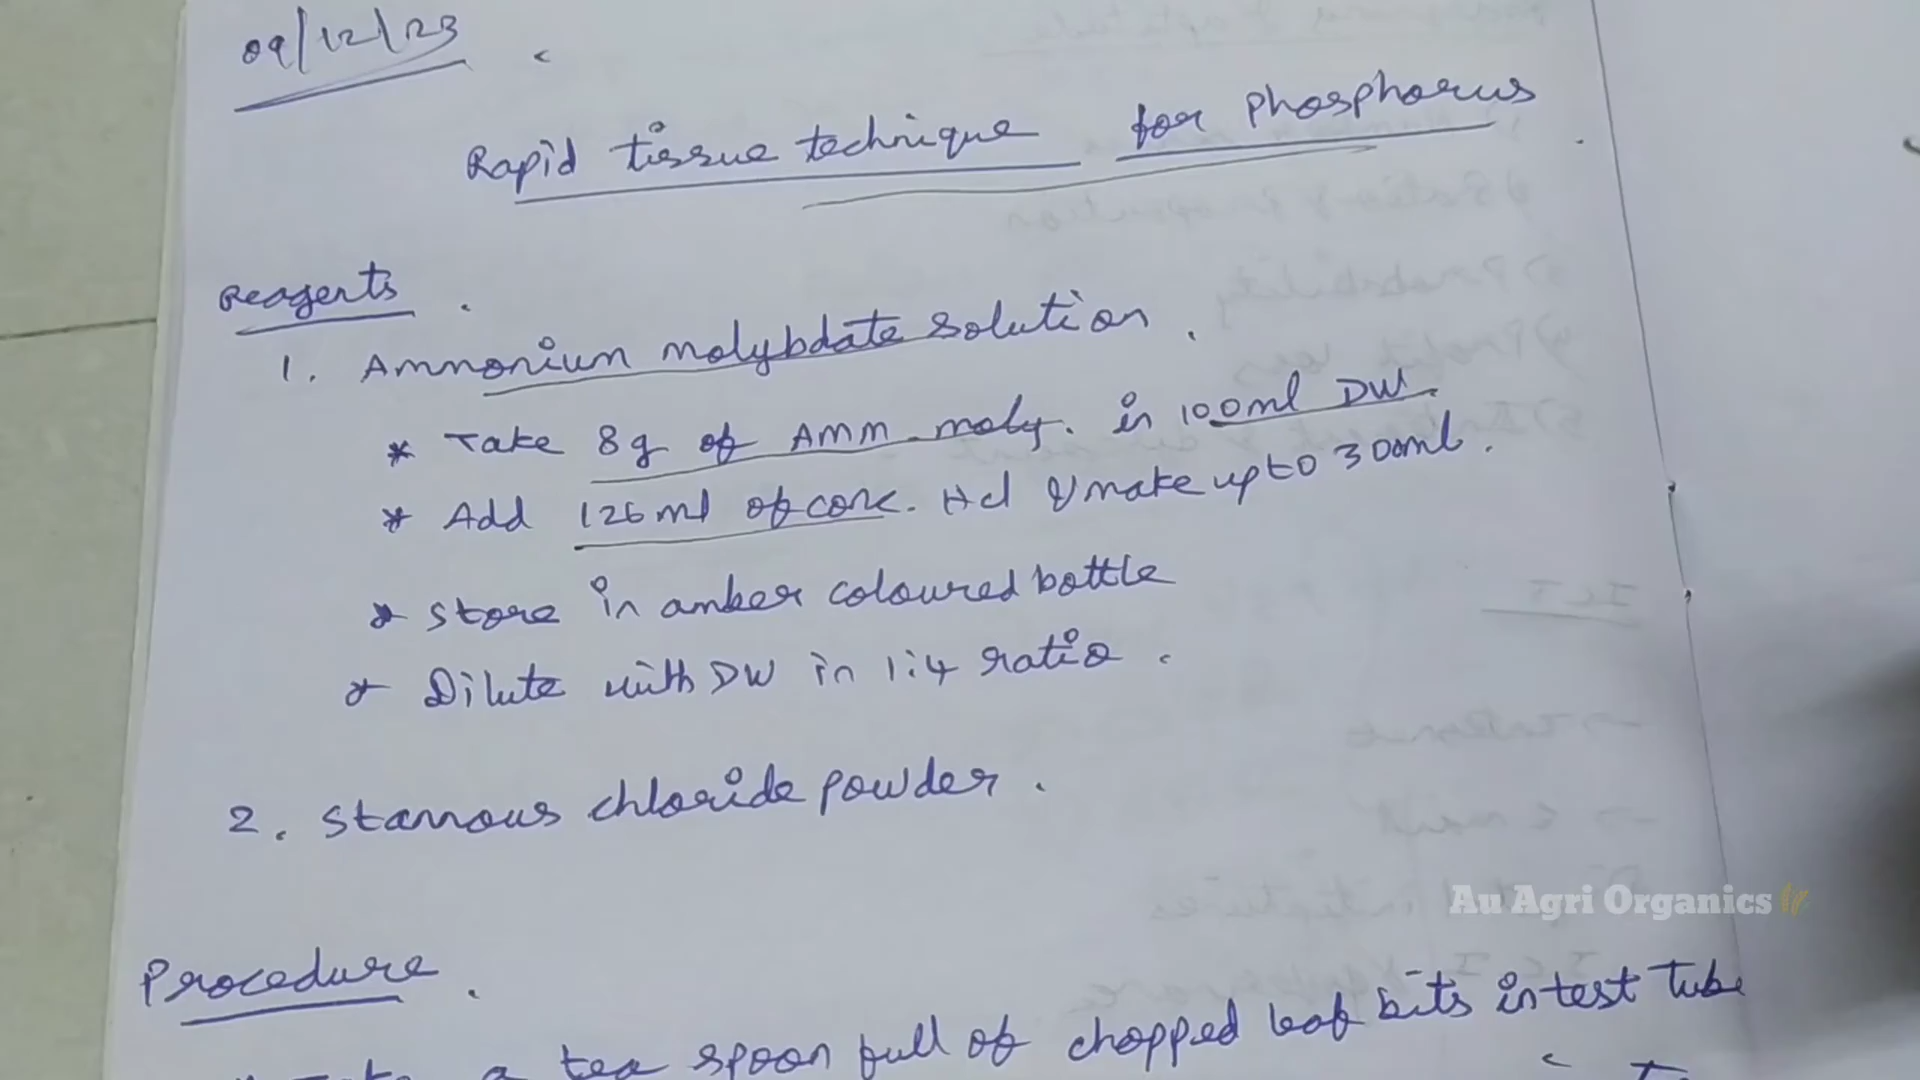 09/12/23
Rapid tissue technique for phosphorus
Reagents
1. Ammonium molybdate solution.
* Take 8g of AMM moly. in 100ml DW.
* Add 126ml of conc. Hcl & make up to 300ml.
* Store in amber coloured bottle
* Dilute with DW in 1:4 ratio.
2. Stannous chloride powder.
Au Agri Organics
Procedure.
a tea spoon full of chopped leaf bits in test tube